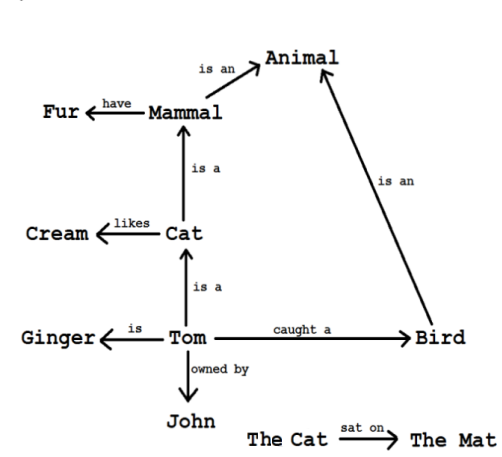 Animal
is an
Fur have Mammal
is a
is an
Cream likes Cat
is a
Ginger is Tom caught a Bird
owned by
John
The Cat sat on The Mat